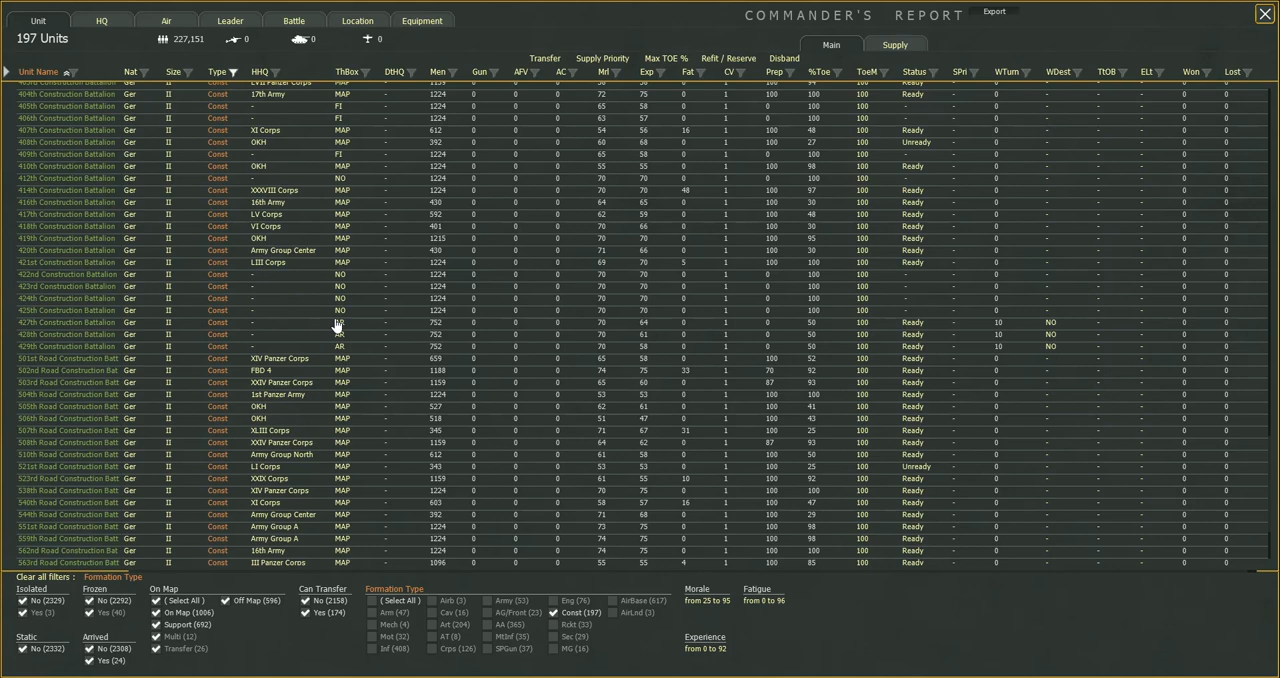 Unit HQ Air Leader Battle Location Equipment COMMANDER'S REPORT Export
197 Units 227,151 0 0 0 Main Supply
Transfer Supply Priority Max TOE % Refit / Reserve Disband
Unit Name Nat Size Type HHQ ThBox DtHQ Men Gun AFV AC Mrl Exp Fat CV Prep %Toe ToeM Status SPri WTurn WDest TtOB ELt Won Lost
404th Construction Battalion Ger II Const 17th Army MAP - 1224 0 0 0 72 75 0 1 100 100 100 Ready - 0 - - - 0 0
405th Construction Battalion Ger II Const - FI - 1224 0 0 0 65 58 0 1 0 100 100 - - 0 - - - 0 0
406th Construction Battalion Ger II Const - FI - 1224 0 0 0 63 57 0 1 0 100 100 - - 0 - - - 0 0
407th Construction Battalion Ger II Const XI Corps MAP - 612 0 0 0 54 56 16 1 100 48 100 Ready - 0 - - - 0 0
408th Construction Battalion Ger II Const OKH MAP - 392 0 0 0 60 68 0 1 100 27 100 Unready - 0 - - - 0 0
409th Construction Battalion Ger II Const - FI - 1224 0 0 0 65 58 0 1 0 100 100 - - 0 - - - 0 0
410th Construction Battalion Ger II Const OKH MAP - 1224 0 0 0 55 55 0 1 100 98 100 Ready - 0 - - - 0 0
412th Construction Battalion Ger II Const - NO - 1224 0 0 0 70 70 0 1 0 100 100 - - 0 - - - 0 0
414th Construction Battalion Ger II Const XXXVIII Corps MAP - 1224 0 0 0 70 70 48 1 100 97 100 Ready - 0 - - - 0 0
416th Construction Battalion Ger II Const 16th Army MAP - 430 0 0 0 64 65 0 1 100 30 100 Ready - 0 - - - 0 0
417th Construction Battalion Ger II Const LV Corps MAP - 592 0 0 0 62 59 0 1 100 48 100 Ready - 0 - - - 0 0
418th Construction Battalion Ger II Const VI Corps MAP - 401 0 0 0 70 66 0 1 100 30 100 Ready - 0 - - - 0 0
419th Construction Battalion Ger II Const OKH MAP - 1215 0 0 0 70 70 0 1 100 95 100 Ready - 0 - - - 0 0
420th Construction Battalion Ger II Const Army Group Center MAP - 430 0 0 0 71 66 0 1 100 30 100 Ready - 0 - - - 0 0
421st Construction Battalion Ger II Const LIII Corps MAP - 1224 0 0 0 69 70 5 1 100 100 100 Ready - 0 - - - 0 0
422nd Construction Battalion Ger II Const - NO - 1224 0 0 0 70 70 0 1 0 100 100 - - 0 - - - 0 0
423rd Construction Battalion Ger II Const - NO - 1224 0 0 0 70 70 0 1 0 100 100 - - 0 - - - 0 0
424th Construction Battalion Ger II Const - NO - 1224 0 0 0 70 70 0 1 0 100 100 - - 0 - - - 0 0
425th Construction Battalion Ger II Const - NO - 1224 0 0 0 70 70 0 1 0 100 100 - - 0 - - - 0 0
427th Construction Battalion Ger II Const - - 752 0 0 0 70 64 0 1 0 50 100 Ready - 10 NO - - 0 0
428th Construction Battalion Ger II Const - AR - 752 0 0 0 70 61 0 1 0 50 100 Ready - 10 NO - - 0 0
429th Construction Battalion Ger II Const - AR - 752 0 0 0 70 58 0 1 0 50 100 Ready - 10 NO - - 0 0
501st Road Construction Batt Ger II Const XIV Panzer Corps MAP - 659 0 0 0 65 58 0 1 100 52 100 Ready - 0 - - - 0 0
502nd Road Construction Bat Ger II Const FBD 4 MAP - 1188 0 0 0 74 75 33 1 70 92 100 Ready - 0 - - - 0 0
503rd Road Construction Batt Ger II Const XXIV Panzer Corps MAP - 1159 0 0 0 65 60 0 1 87 93 100 Ready - 0 - - - 0 0
504th Road Construction Batt Ger II Const 1st Panzer Army MAP - 1224 0 0 0 53 53 0 1 100 100 100 Ready - 0 - - - 0 0
505th Road Construction Batt Ger II Const OKH MAP - 527 0 0 0 62 61 0 1 100 41 100 Ready - 0 - - - 0 0
506th Road Construction Batt Ger II Const OKH MAP - 518 0 0 0 51 47 0 1 100 43 100 Ready - 0 - - - 0 0
507th Road Construction Batt Ger II Const XLIII Corps MAP - 345 0 0 0 71 67 31 1 100 25 100 Ready - 0 - - - 0 0
508th Road Construction Batt Ger II Const XXIV Panzer Corps MAP - 1159 0 0 0 64 62 0 1 87 93 100 Ready - 0 - - - 0 0
510th Road Construction Batt Ger II Const Army Group North MAP - 612 0 0 0 61 58 0 1 100 50 100 Ready - 0 - - - 0 0
521st Road Construction Batt Ger II Const LI Corps MAP - 343 0 0 0 53 53 0 1 100 25 100 Unready - 0 - - - 0 0
523rd Road Construction Batt Ger II Const XXIX Corps MAP - 1159 0 0 0 61 55 10 1 100 92 100 Ready - 0 - - - 0 0
538th Road Construction Batt Ger II Const XIV Panzer Corps MAP - 1224 0 0 0 70 75 0 1 100 100 100 Ready - 0 - - - 0 0
540th Road Construction Batt Ger II Const XI Corps MAP - 603 0 0 0 58 57 16 1 100 47 100 Ready - 0 - - - 0 0
544th Road Construction Batt Ger II Const Army Group Center MAP - 343 0 0 0 71 68 0 1 100 29 100 Ready - 0 - - - 0 0
551st Road Construction Batt Ger II Const Army Group A MAP - 1224 0 0 0 73 75 0 1 100 98 100 Ready - 0 - - - 0 0
559th Road Construction Batt Ger II Const Army Group A MAP - 1224 0 0 0 74 75 0 1 100 98 100 Ready - 0 - - - 0 0
562nd Road Construction Bat Ger II Const 16th Army MAP - 1224 0 0 0 74 74 0 1 100 100 100 Ready - 0 - - - 0 0
563rd Road Construction Batt Ger II Const III Panzer Corps MAP - 1096 0 0 0 55 55 4 1 100 85 100 Ready - 0 - - - 0 0
Clear all filters : Formation Type
Isolated Frozen On Map Can Transfer Formation Type Morale Fatigue
No (2329) No (2292) ( Select All ) Off Map (596) No (2158) ( Select All ) Airb (3) Army (53) Eng (76) AirBase (617) from 25 to 95 from 0 to 96
Yes (3) Yes (40) On Map (1006) Yes (174) Arm (47) Cav (16) AG/Front (23) Const (197) AirLnd (3)
Support (692) Mech (4) Art (204) AA (365) Rckt (33)
Static Arrived Multi (12) Mot (32) AT (8) MtInf (35) Sec (29) Experience
No (2332) No (2308) Transfer (26) Inf (408) Crps (126) SPGun (37) MG (16) from 0 to 92
Yes (24)